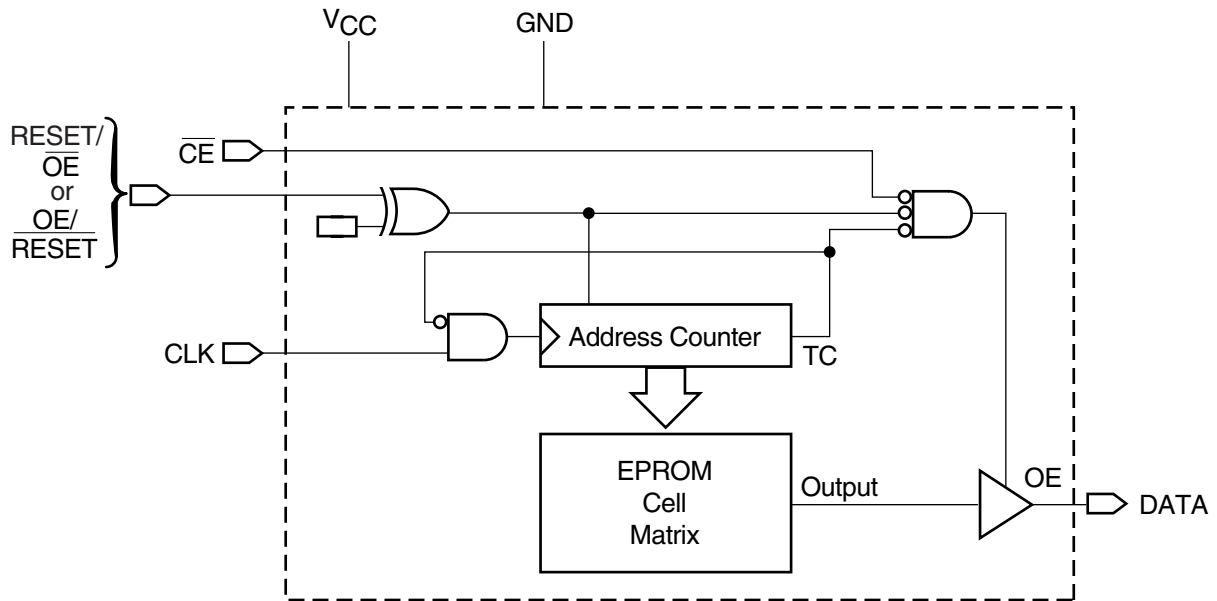 VCC
GND
RESET/
OE
or
OE/
RESET
CE
CLK
Address Counter
TC
EPROM
Cell
Matrix
Output
OE
DATA